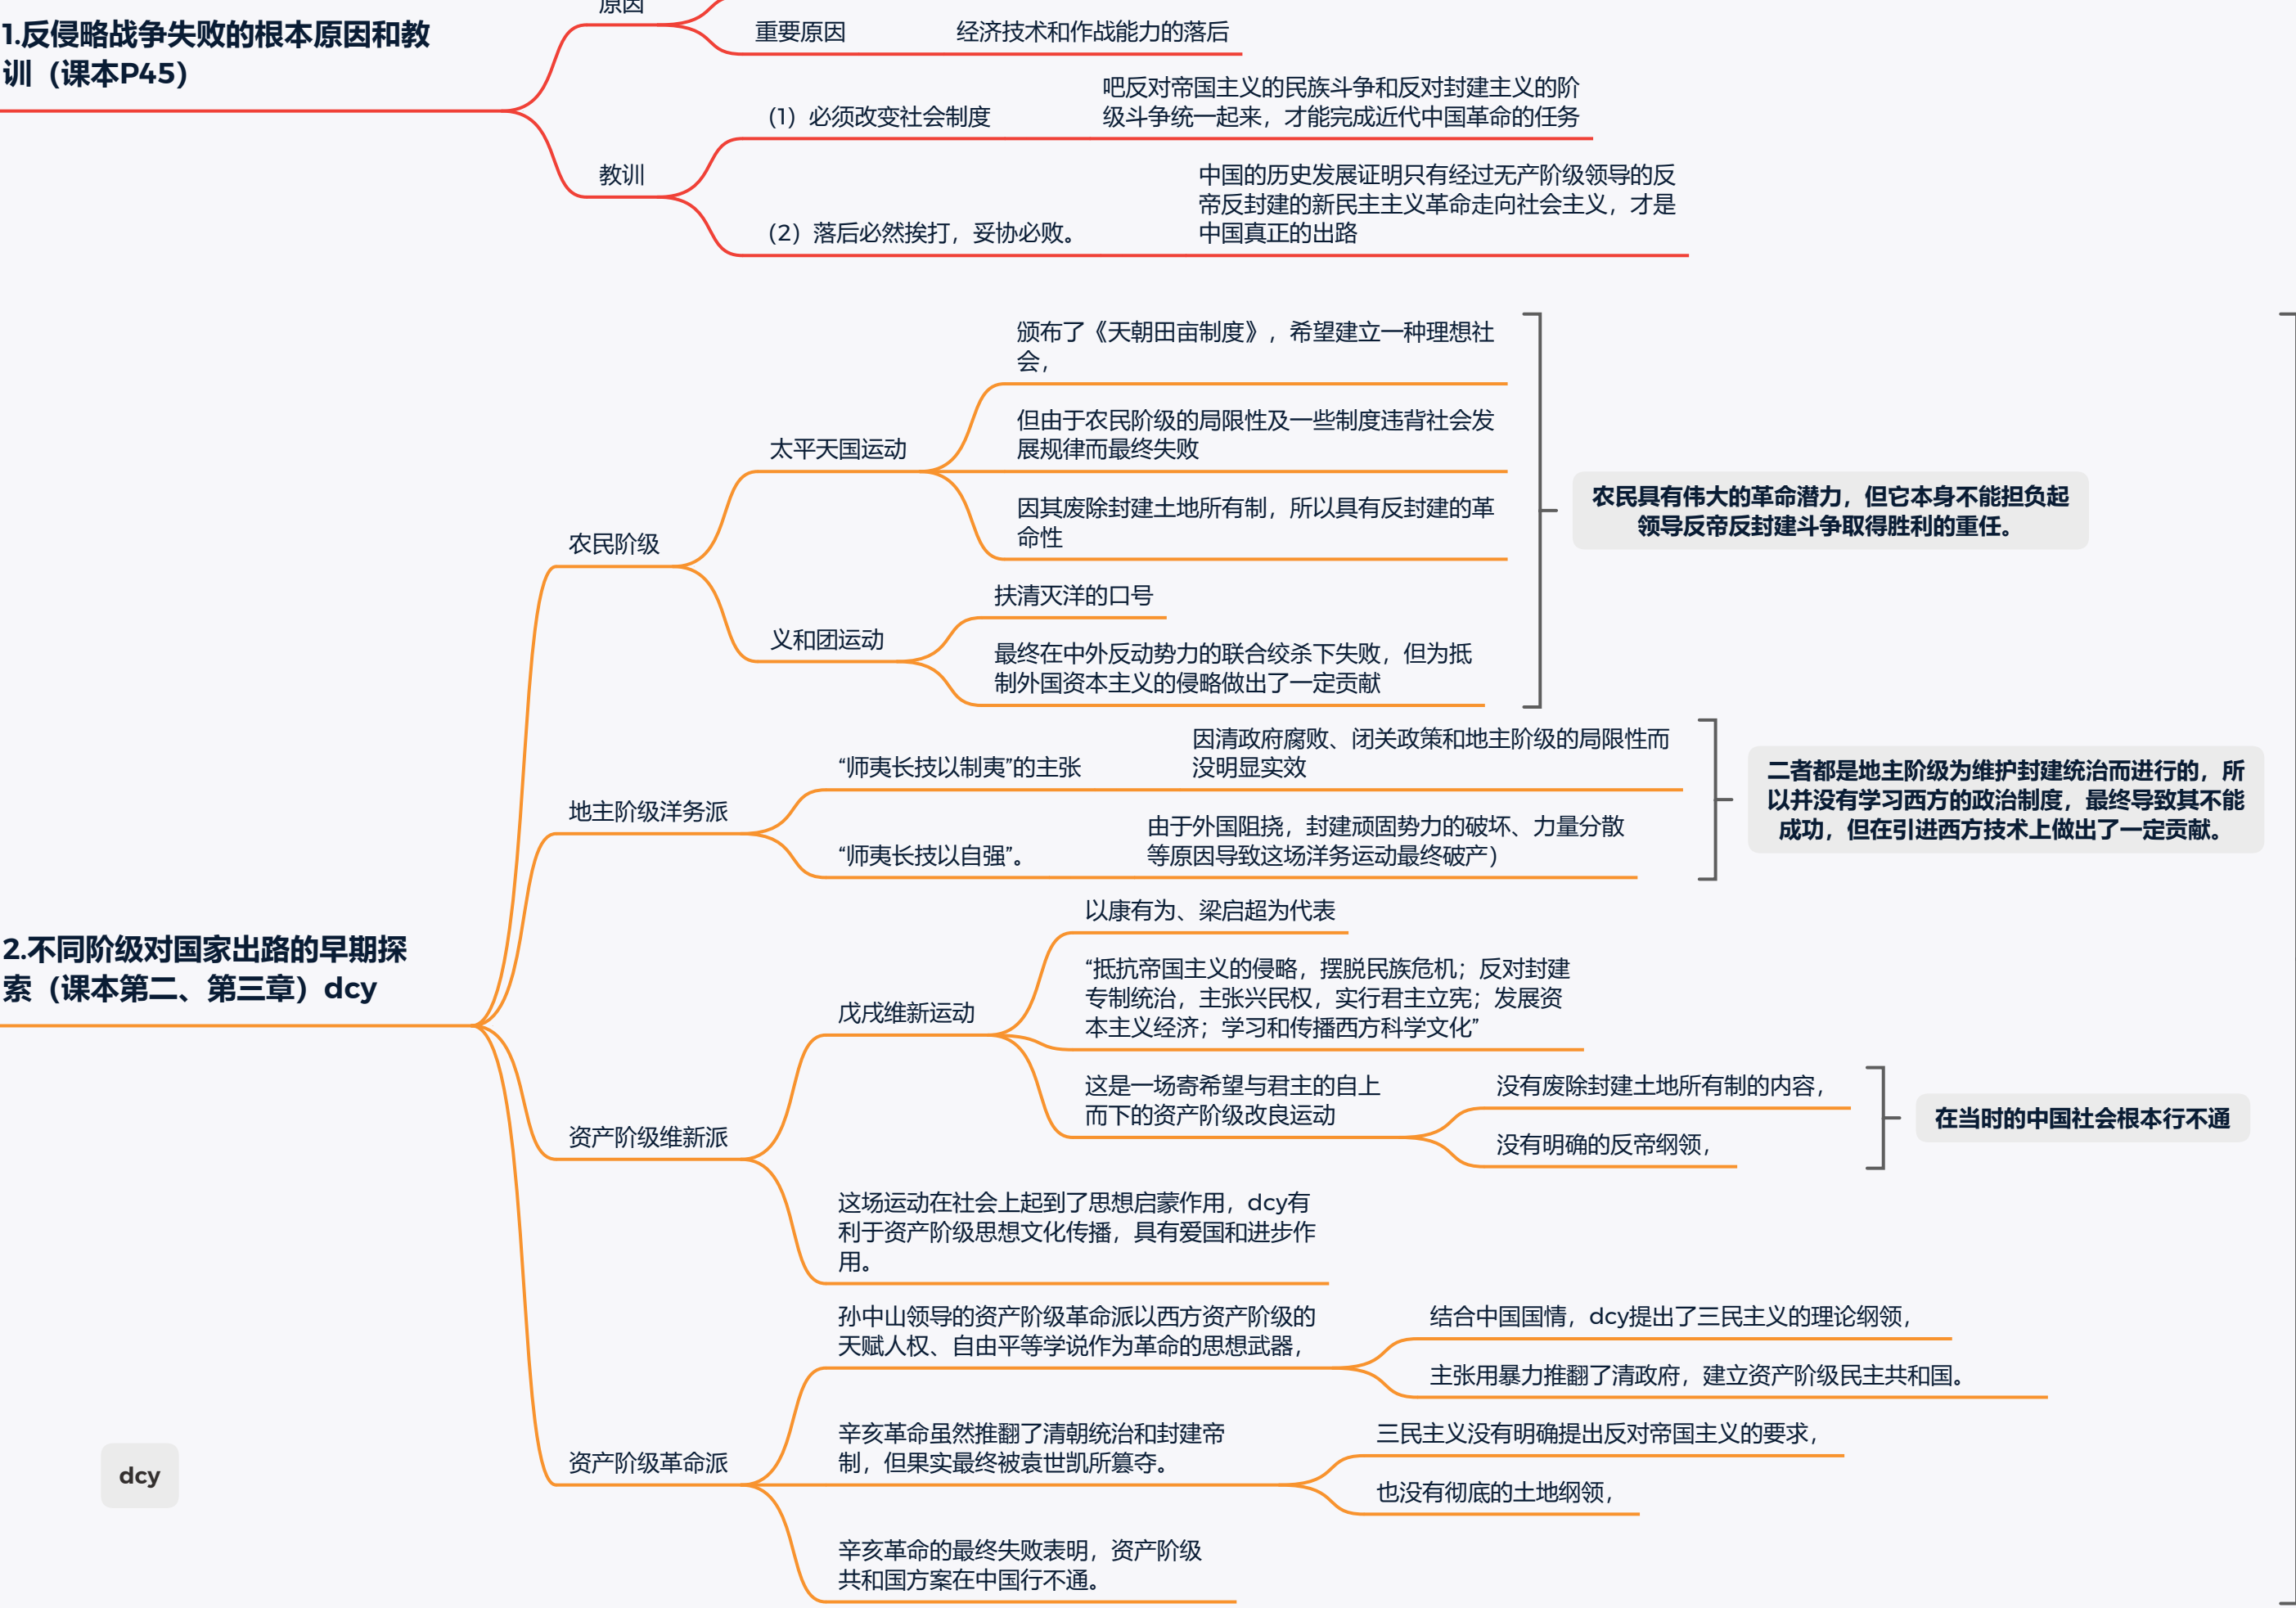 1.反侵略战争失败的根本原因和教
训（课本P45）
原因
重要原因
经济技术和作战能力的落后
教训
（1）必须改变社会制度
吧反对帝国主义的民族斗争和反对封建主义的阶
级斗争统一起来，才能完成近代中国革命的任务
（2）落后必然挨打，妥协必败。
中国的历史发展证明只有经过无产阶级领导的反
帝反封建的新民主主义革命走向社会主义，才是
中国真正的出路
2.不同阶级对国家出路的早期探
索（课本第二、第三章）dcy
农民阶级
太平天国运动
颁布了《天朝田亩制度》，希望建立一种理想社
会，
但由于农民阶级的局限性及一些制度违背社会发
展规律而最终失败
因其废除封建土地所有制，所以具有反封建的革
命性
义和团运动
扶清灭洋的口号
最终在中外反动势力的联合绞杀下失败，但为抵
制外国资本主义的侵略做出了一定贡献
农民具有伟大的革命潜力，但它本身不能担负起
领导反帝反封建斗争取得胜利的重任。
地主阶级洋务派
“师夷长技以制夷”的主张
因清政府腐败、闭关政策和地主阶级的局限性而
没明显实效
“师夷长技以自强”。
由于外国阻挠，封建顽固势力的破坏、力量分散
等原因导致这场洋务运动最终破产）
二者都是地主阶级为维护封建统治而进行的，所
以并没有学习西方的政治制度，最终导致其不能
成功，但在引进西方技术上做出了一定贡献。
资产阶级维新派
戊戌维新运动
以康有为、梁启超为代表
“抵抗帝国主义的侵略，摆脱民族危机；反对封建
专制统治，主张兴民权，实行君主立宪；发展资
本主义经济；学习和传播西方科学文化”
这是一场寄希望与君主的自上
而下的资产阶级改良运动
没有废除封建土地所有制的内容，
没有明确的反帝纲领，
在当时的中国社会根本行不通
这场运动在社会上起到了思想启蒙作用，dcy有
利于资产阶级思想文化传播，具有爱国和进步作
用。
资产阶级革命派
孙中山领导的资产阶级革命派以西方资产阶级的
天赋人权、自由平等学说作为革命的思想武器，
结合中国国情，dcy提出了三民主义的理论纲领，
主张用暴力推翻了清政府，建立资产阶级民主共和国。
辛亥革命虽然推翻了清朝统治和封建帝
制，但果实最终被袁世凯所篡夺。
三民主义没有明确提出反对帝国主义的要求，
也没有彻底的土地纲领，
辛亥革命的最终失败表明，资产阶级
共和国方案在中国行不通。
dcy